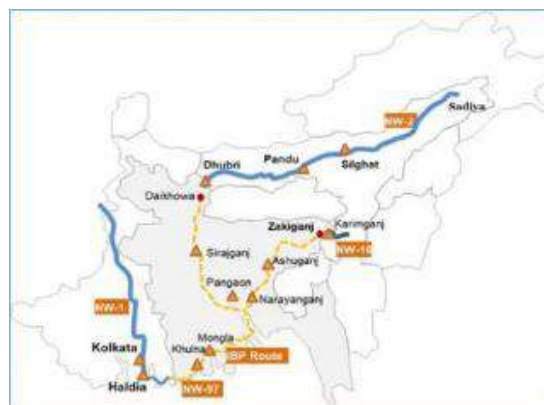 Sadiya
NW-2
Pandu
Silghat
Dhubri
Daikhowa
Zakiganj
Karimganj
NW-16
Sirajganj
Ashuganj
Pangaon
Narayanganj
NW-1
Mongla
Kolkata
Khulna
IBP Route
Haldia
NW-97